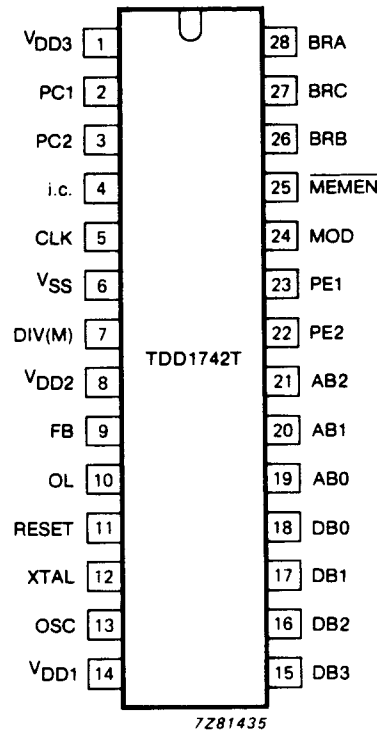 VDD3 1 28 BRA
PC1 2 27 BRC
PC2 3 26 BRB
i.c. 4 25 MEMEN
CLK 5 24 MOD
VSS 6 23 PE1
DIV(M) 7 22 PE2
TDD1742T
VDD2 8 21 AB2
FB 9 20 AB1
OL 10 19 AB0
RESET 11 18 DB0
XTAL 12 17 DB1
OSC 13 16 DB2
VDD1 14 15 DB3
7Z81435